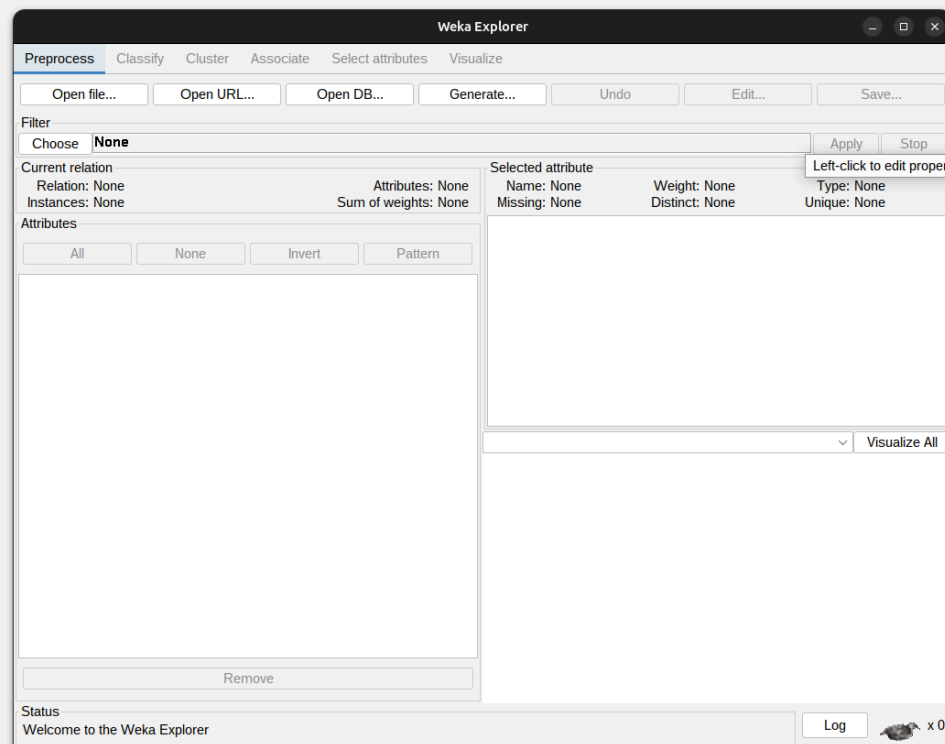 Weka Explorer
Preprocess Classify Cluster Associate Select attributes Visualize
Open file... Open URL... Open DB... Generate... Undo Edit... Save...
Filter
Choose None Apply Stop
Left-click to edit proper
Current relation
Relation: None Attributes: None
Instances: None Sum of weights: None
Selected attribute
Name: None Weight: None Type: None
Missing: None Distinct: None Unique: None
Attributes
All None Invert Pattern
Visualize All
Remove
Status
Welcome to the Weka Explorer
Log x 0